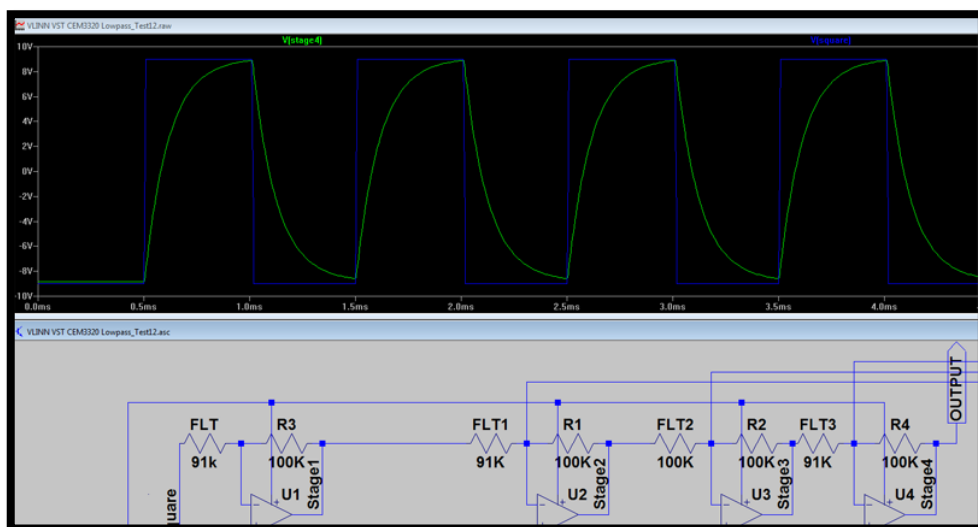 VLINN VST CEM3320 Lowpass_Test12.raw
V(stage4) V(square)
10V
8V
6V
4V
2V
0V
-2V
-4V
-6V
-8V
-10V
0.0ms 0.5ms 1.0ms 1.5ms 2.0ms 2.5ms 3.0ms 3.5ms 4.0ms
VLINN VST CEM3320 Lowpass_Test12.asc
OUTPUT
FLT R3 FLT1 R1 FLT2 R2 FLT3 R4
91k 100K 91K 100K 100K 100K 91K 100K
quare Stage1 Stage2 Stage3 Stage4
U1 U2 U3 U4